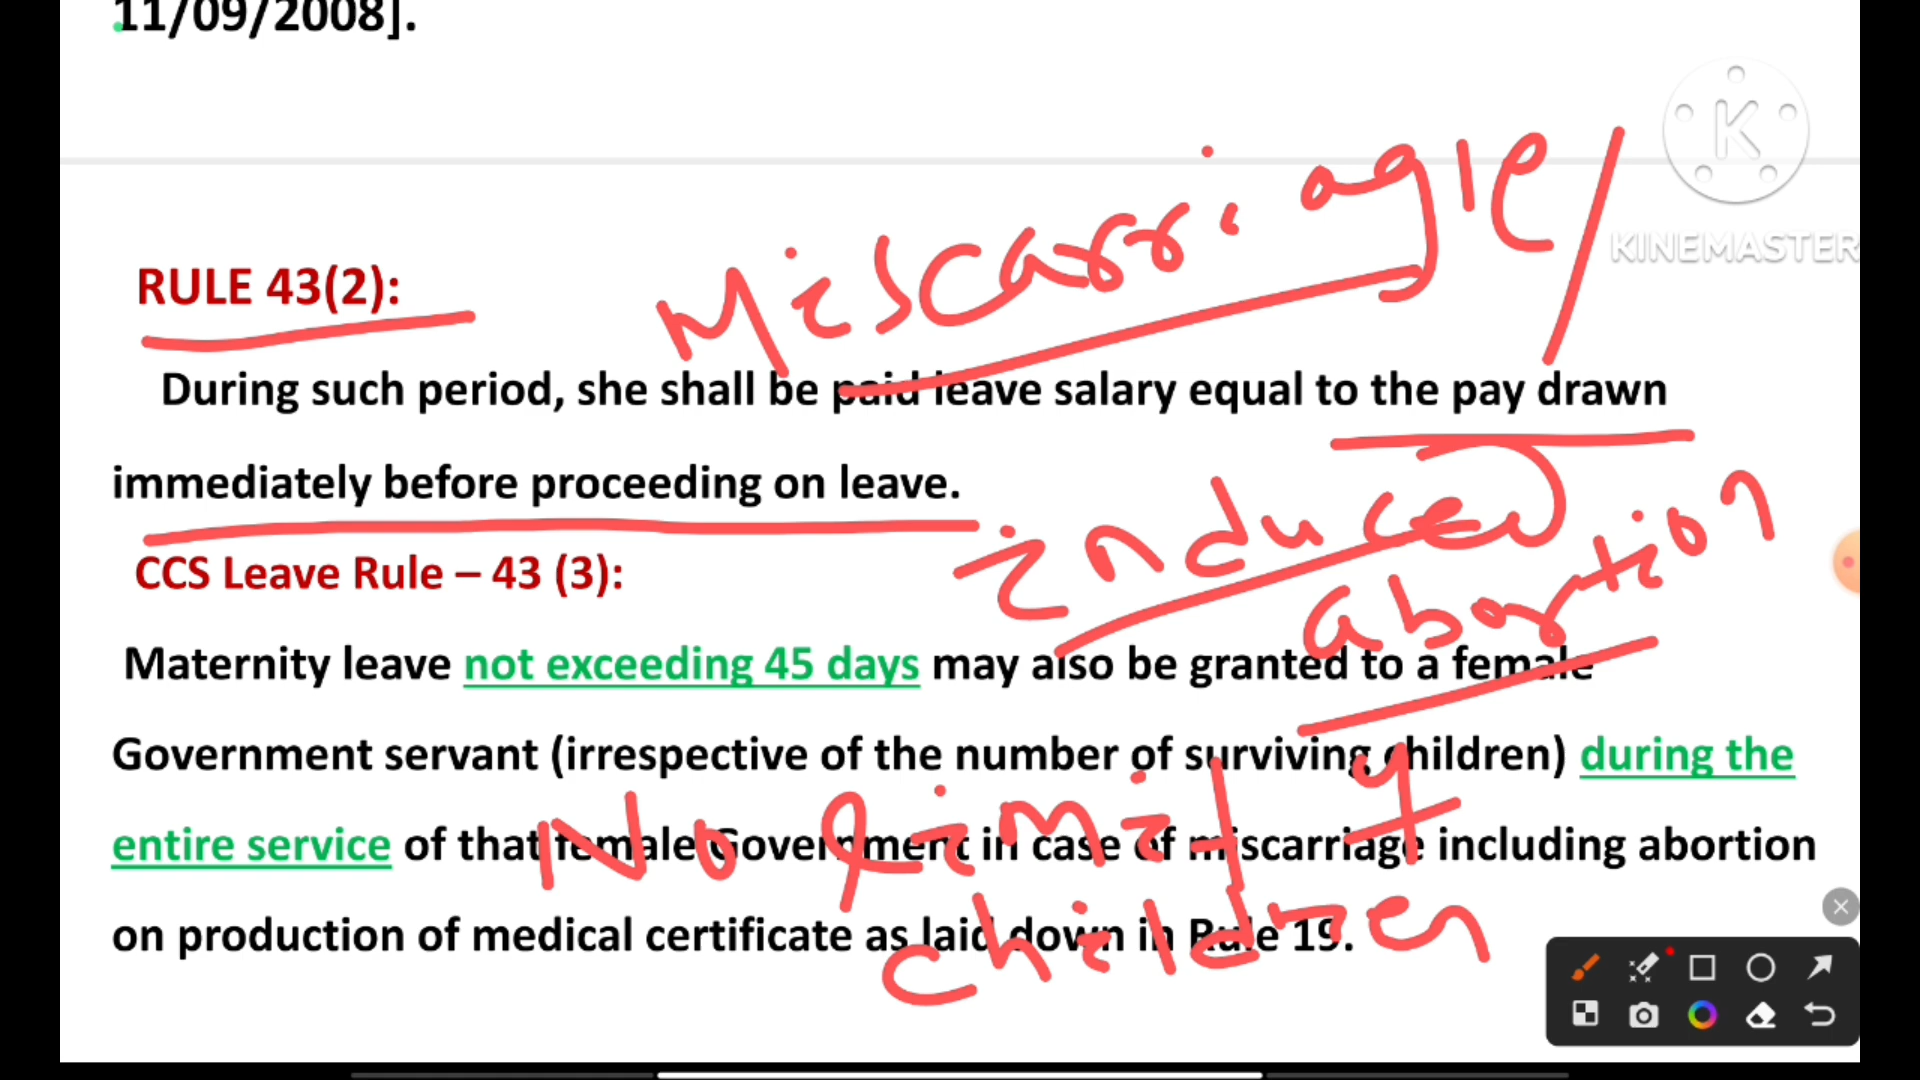 11/09/2008].
KINEMASTER
Miscarriage/
RULE 43(2):
During such period, she shall be paid leave salary equal to the pay drawn
immediately before proceeding on leave.
induced
abortion
CCS Leave Rule – 43 (3):
Maternity leave not exceeding 45 days may also be granted to a female
Government servant (irrespective of the number of surviving children) during the
entire service of that female Government in case of miscarriage including abortion
on production of medical certificate as laid down in Rule 19.
No limit of
children